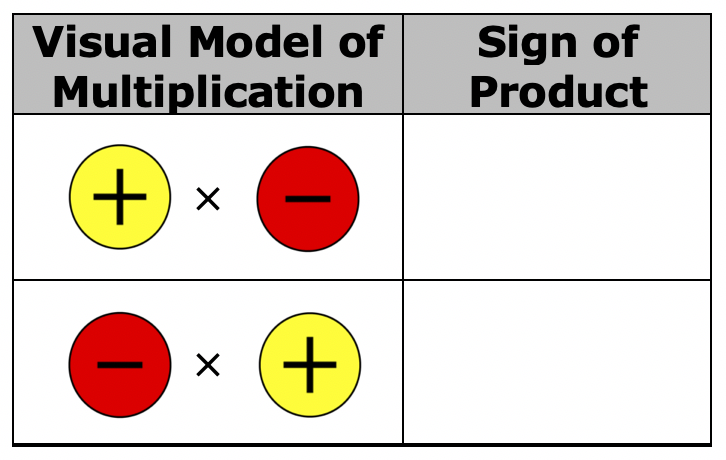 Visual Model of
Multiplication
Sign of
Product
+ × −
− × +